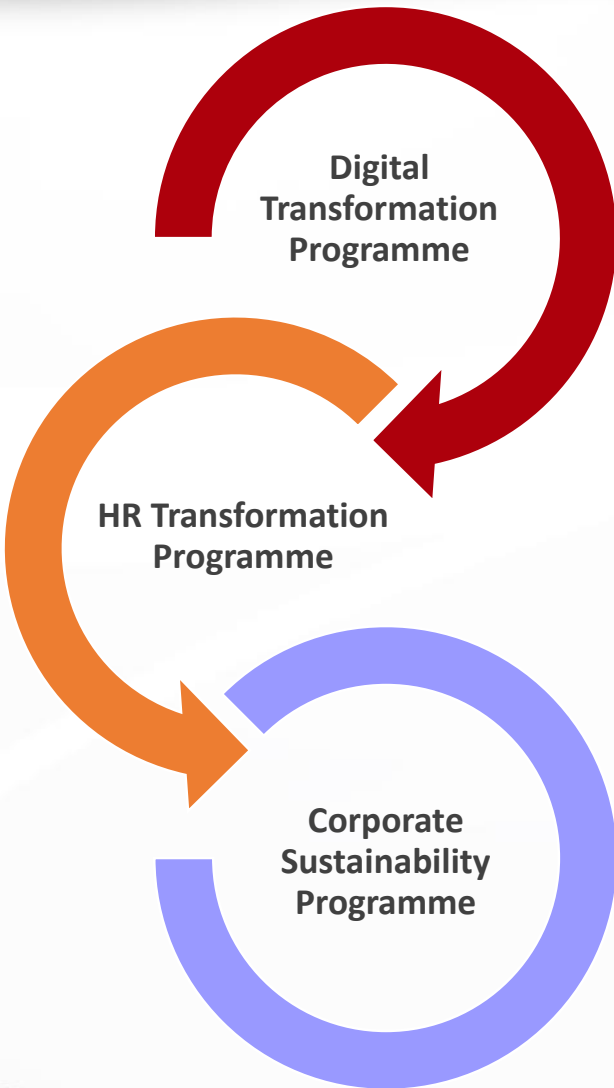 Digital
Transformation
Programme
HR Transformation
Programme
Corporate
Sustainability
Programme